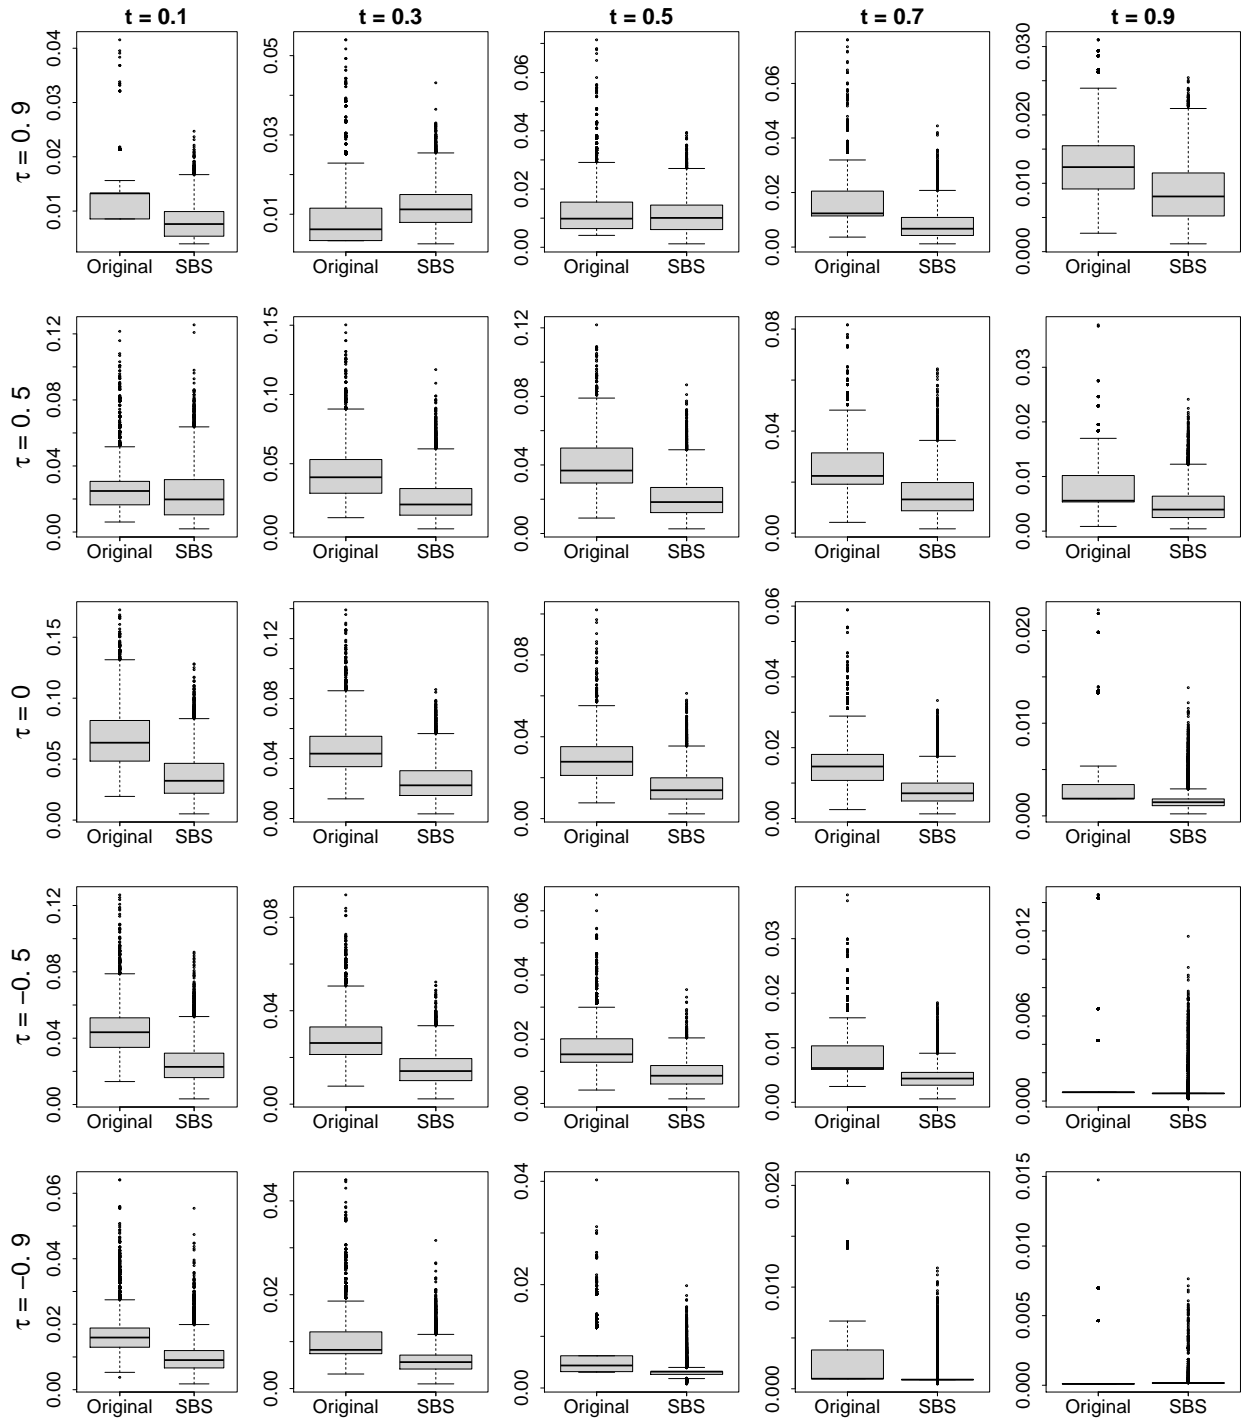 t = 0.1 t = 0.3 t = 0.5 t = 0.7 t = 0.9
τ = 0.9
0.01 0.02 0.03 0.04
0.01 0.03 0.05
0.00 0.02 0.04 0.06
0.00 0.02 0.04 0.06
0.000 0.010 0.020 0.030
Original SBS Original SBS Original SBS Original SBS Original SBS
τ = 0.5
0.00 0.04 0.08 0.12
0.00 0.05 0.10 0.15
0.00 0.04 0.08 0.12
0.00 0.04 0.08
0.00 0.01 0.02 0.03
Original SBS Original SBS Original SBS Original SBS Original SBS
τ = 0
0.00 0.05 0.10 0.15
0.00 0.04 0.08 0.12
0.00 0.04 0.08
0.00 0.02 0.04 0.06
0.000 0.010 0.020
Original SBS Original SBS Original SBS Original SBS Original SBS
τ = −0.5
0.00 0.04 0.08 0.12
0.00 0.04 0.08
0.00 0.02 0.04 0.06
0.00 0.01 0.02 0.03
0.000 0.006 0.012
Original SBS Original SBS Original SBS Original SBS Original SBS
τ = −0.9
0.00 0.02 0.04 0.06
0.00 0.02 0.04
0.00 0.02 0.04
0.000 0.010 0.020
0.000 0.005 0.010 0.015
Original SBS Original SBS Original SBS Original SBS Original SBS